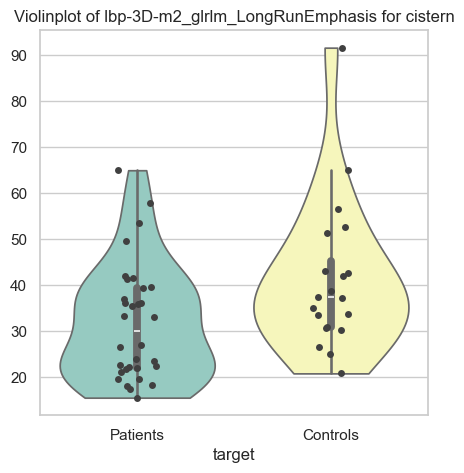 Violinplot of lbp-3D-m2_glrlm_LongRunEmphasis for cistern
90
80
70
60
50
40
30
20
Patients
Controls
target